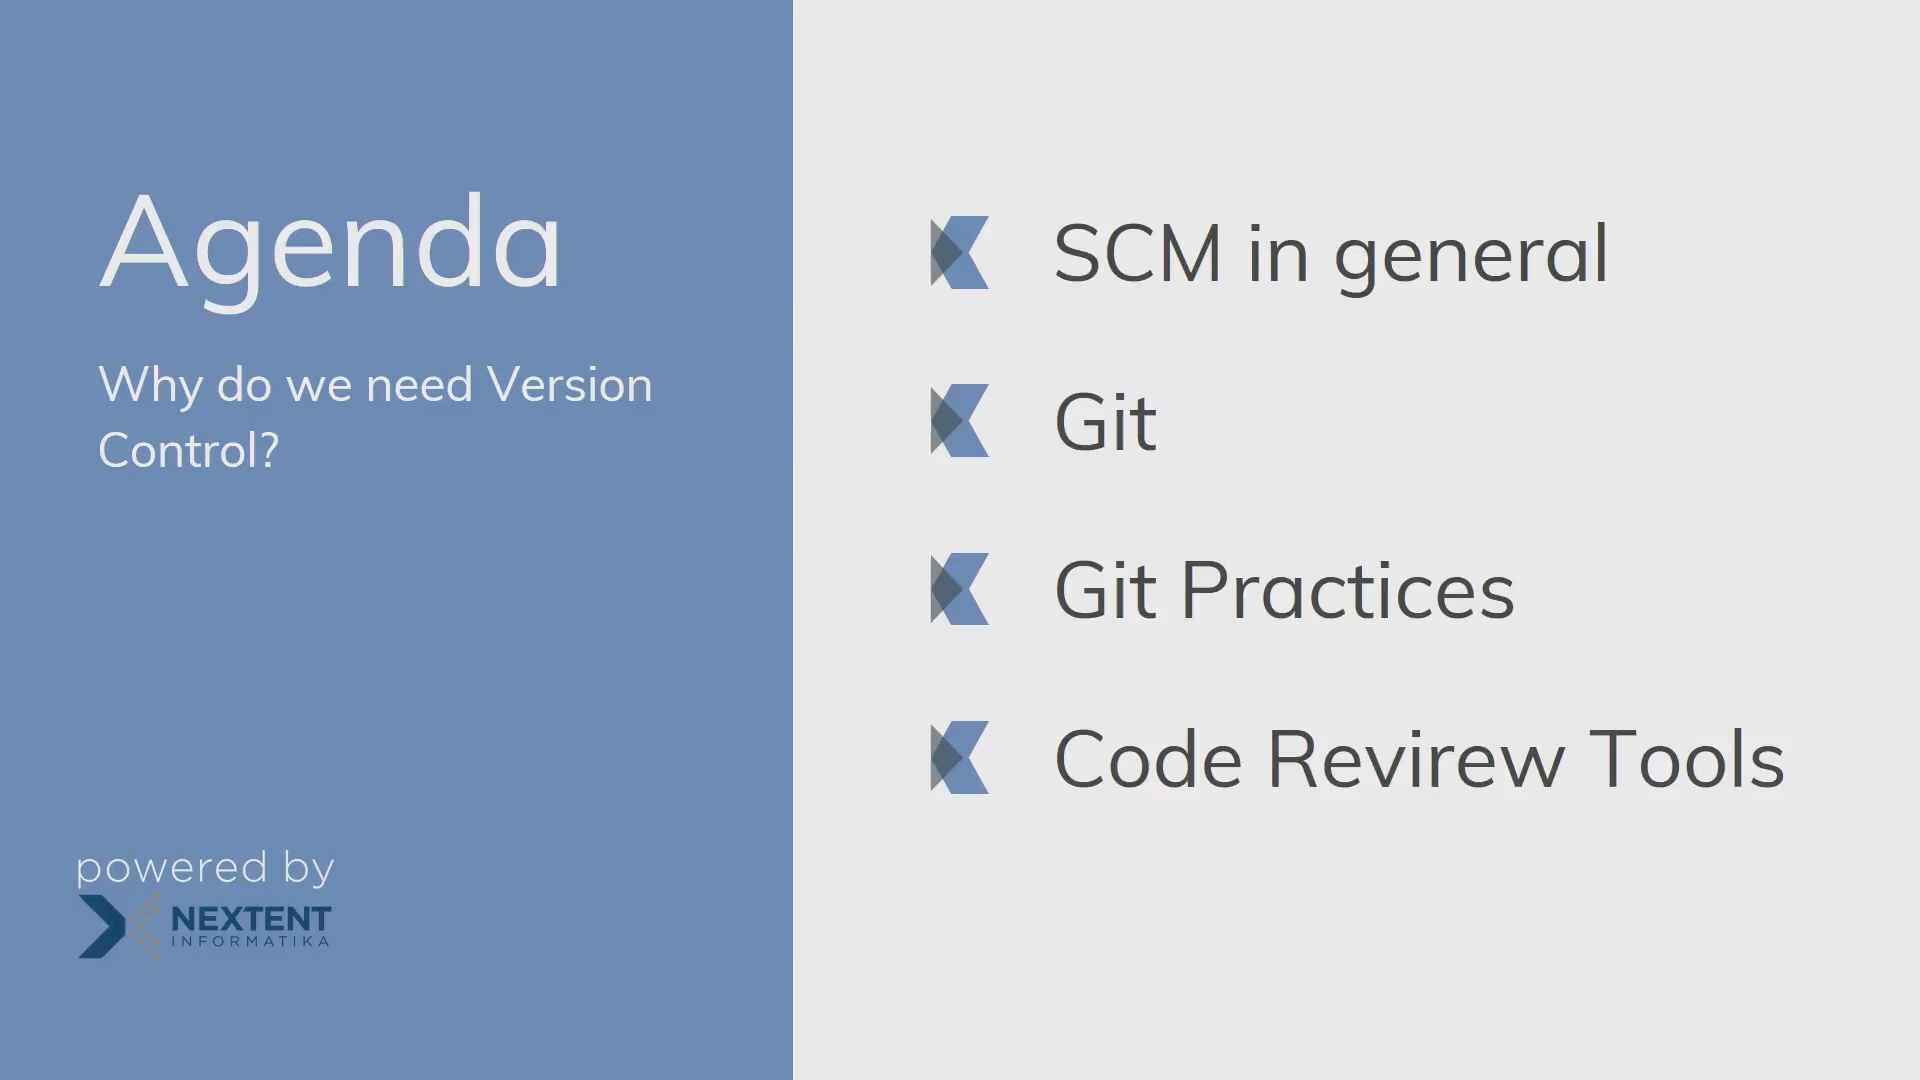 Agenda
Why do we need Version
Control?
powered by
NEXTENT
INFORMATIKA
SCM in general
Git
Git Practices
Code Revirew Tools